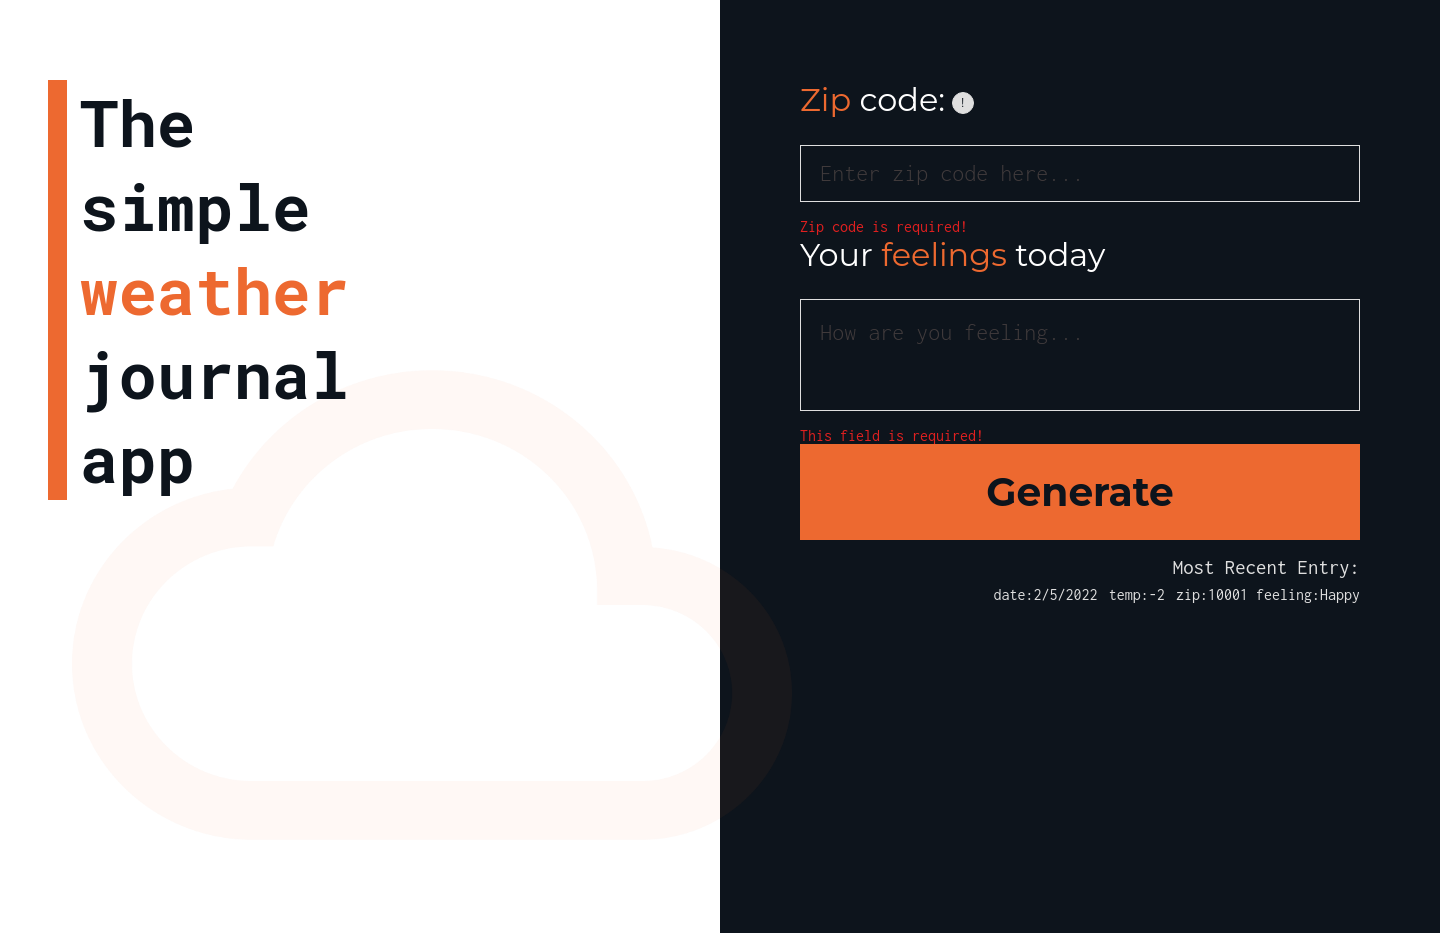 The
simple
weather
journal
app
Zip code: !
Enter zip code here...
Zip code is required!
Your feelings today
How are you feeling...
This field is required!
Generate
Most Recent Entry:
date:2/5/2022 temp:-2 zip:10001 feeling:Happy